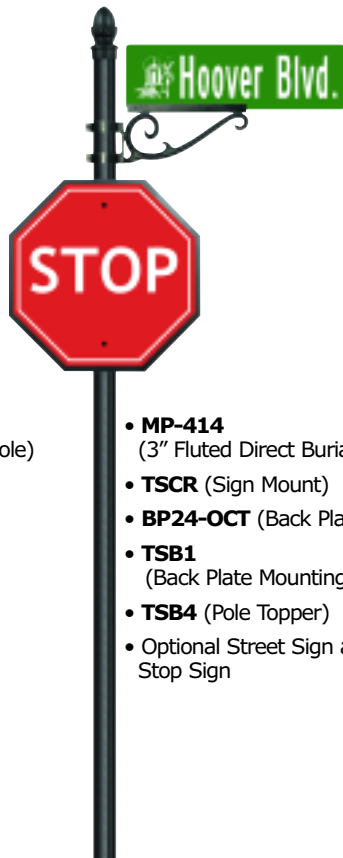 Hoover Blvd.
STOP
ole)
• MP-414
(3” Fluted Direct Buria
• TSCR (Sign Mount)
• BP24-OCT (Back Pla
• TSB1
(Back Plate Mounting
• TSB4 (Pole Topper)
• Optional Street Sign a
Stop Sign